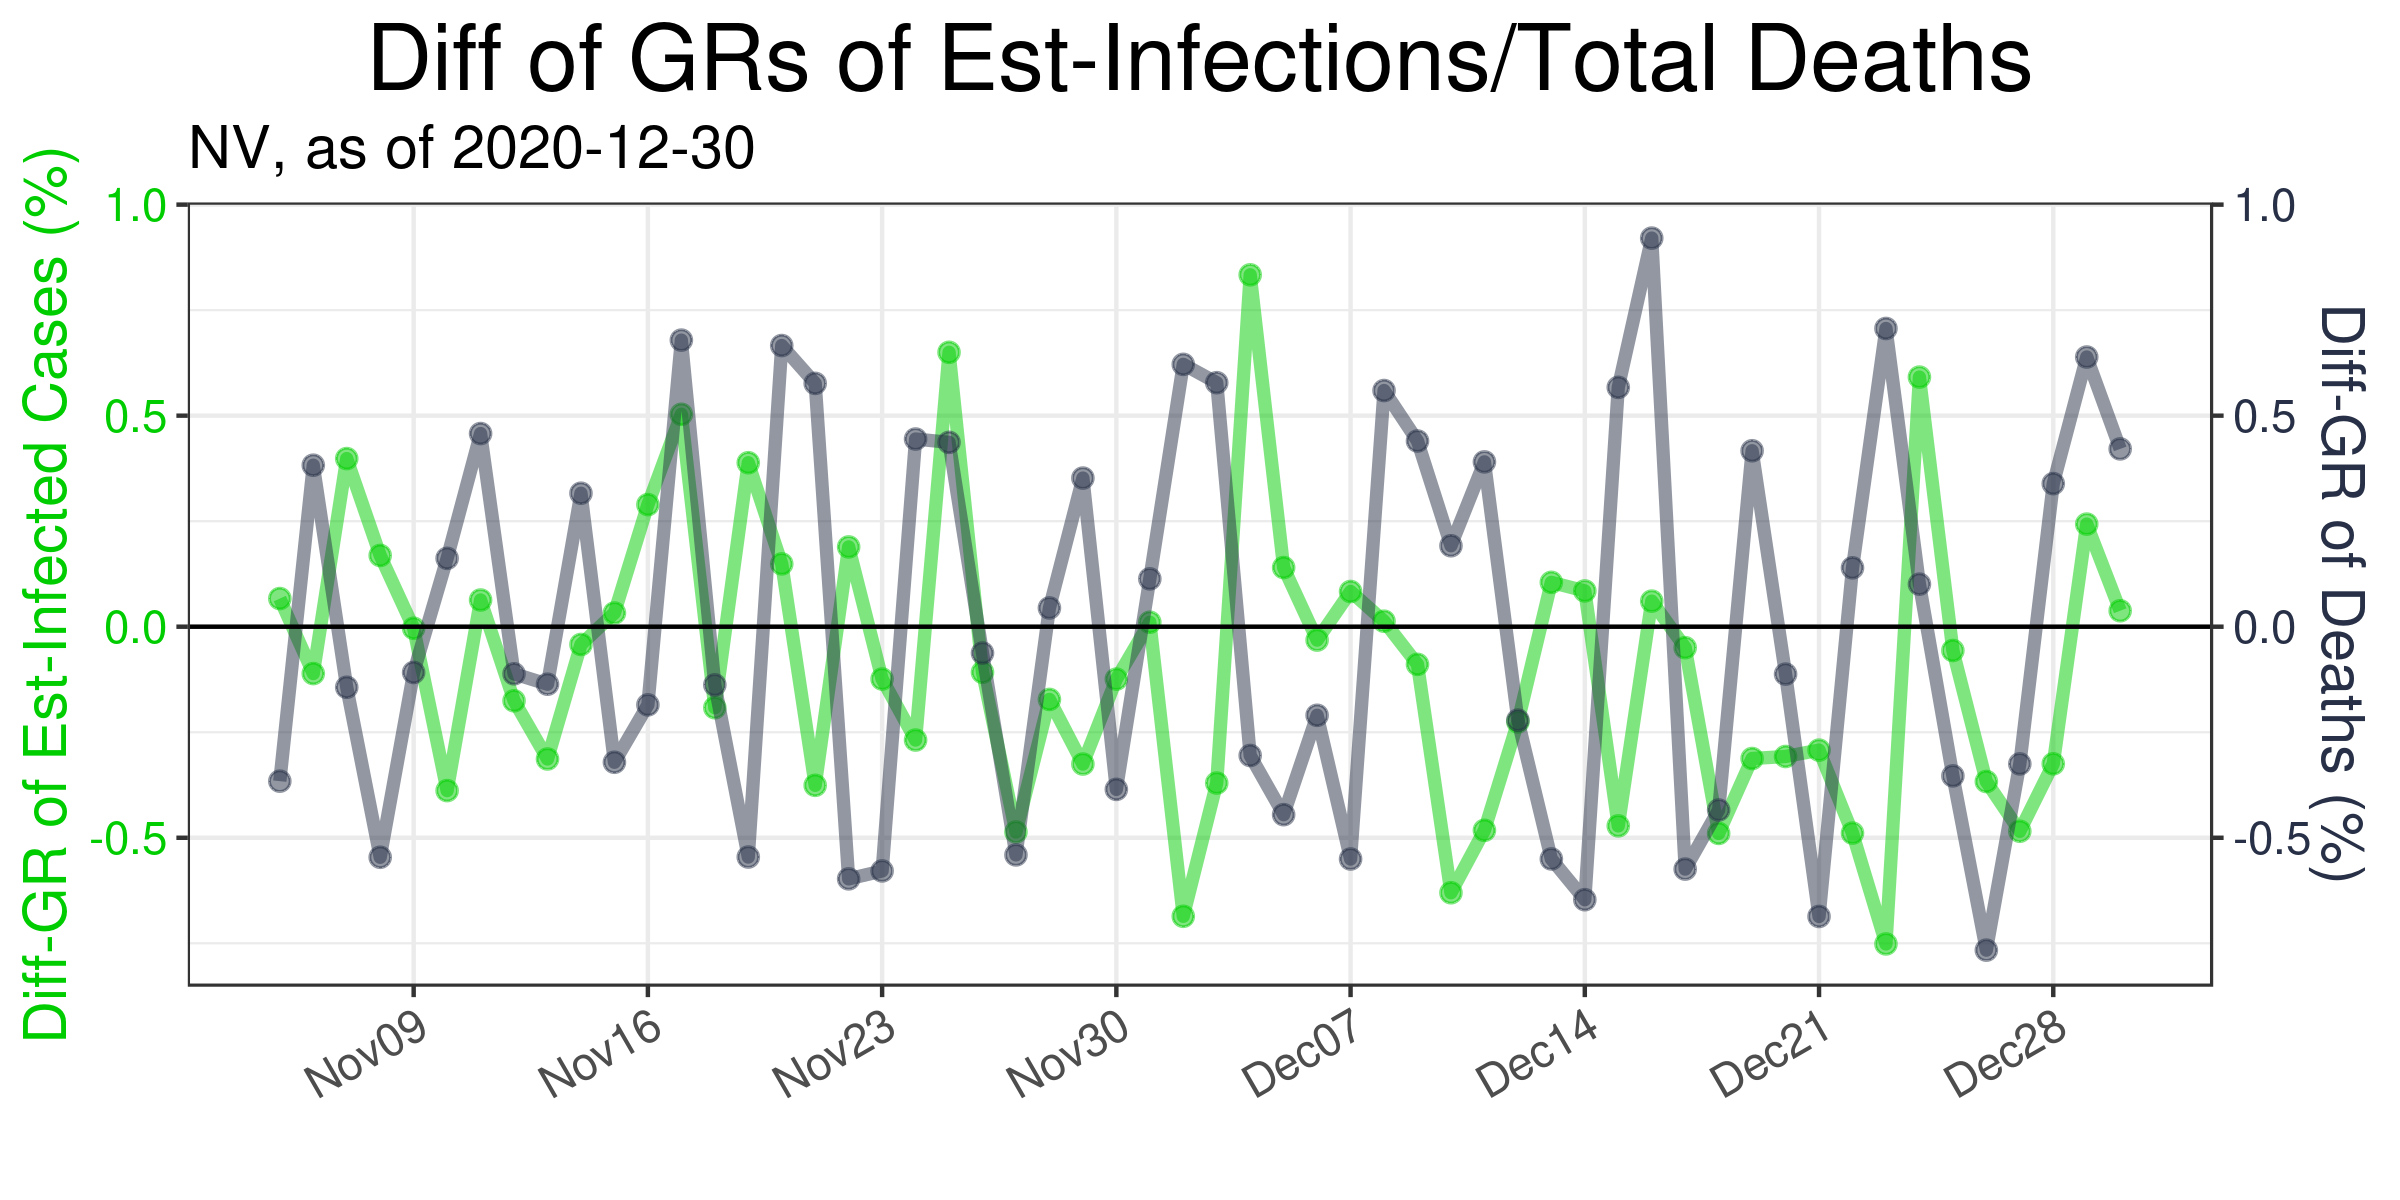 Diff of GRs of Est-Infections/Total Deaths
NV, as of 2020-12-30
Diff-GR of Est-Infected Cases (%)
1.0
0.5
0.0
-0.5
1.0
0.5
0.0
-0.5
Diff-GR of Deaths (%)
Nov09
Nov16
Nov23
Nov30
Dec07
Dec14
Dec21
Dec28